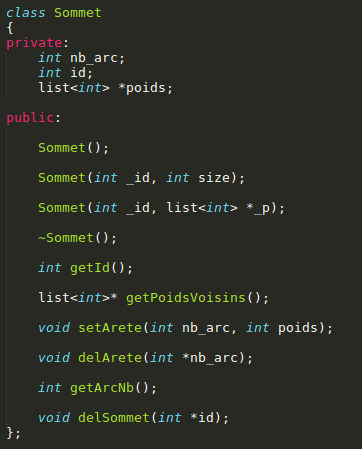 class Sommet
{
private:
    int nb_arc;
    int id;
    list<int> *poids;
public:
    Sommet();
    Sommet(int _id, int size);
    Sommet(int _id, list<int> *_p);
    ~Sommet();
    int getId();
    list<int>* getPoidsVoisins();
    void setArete(int nb_arc, int poids);
    void delArete(int *nb_arc);
    int getArcNb();
    void delSommet(int *id);
};